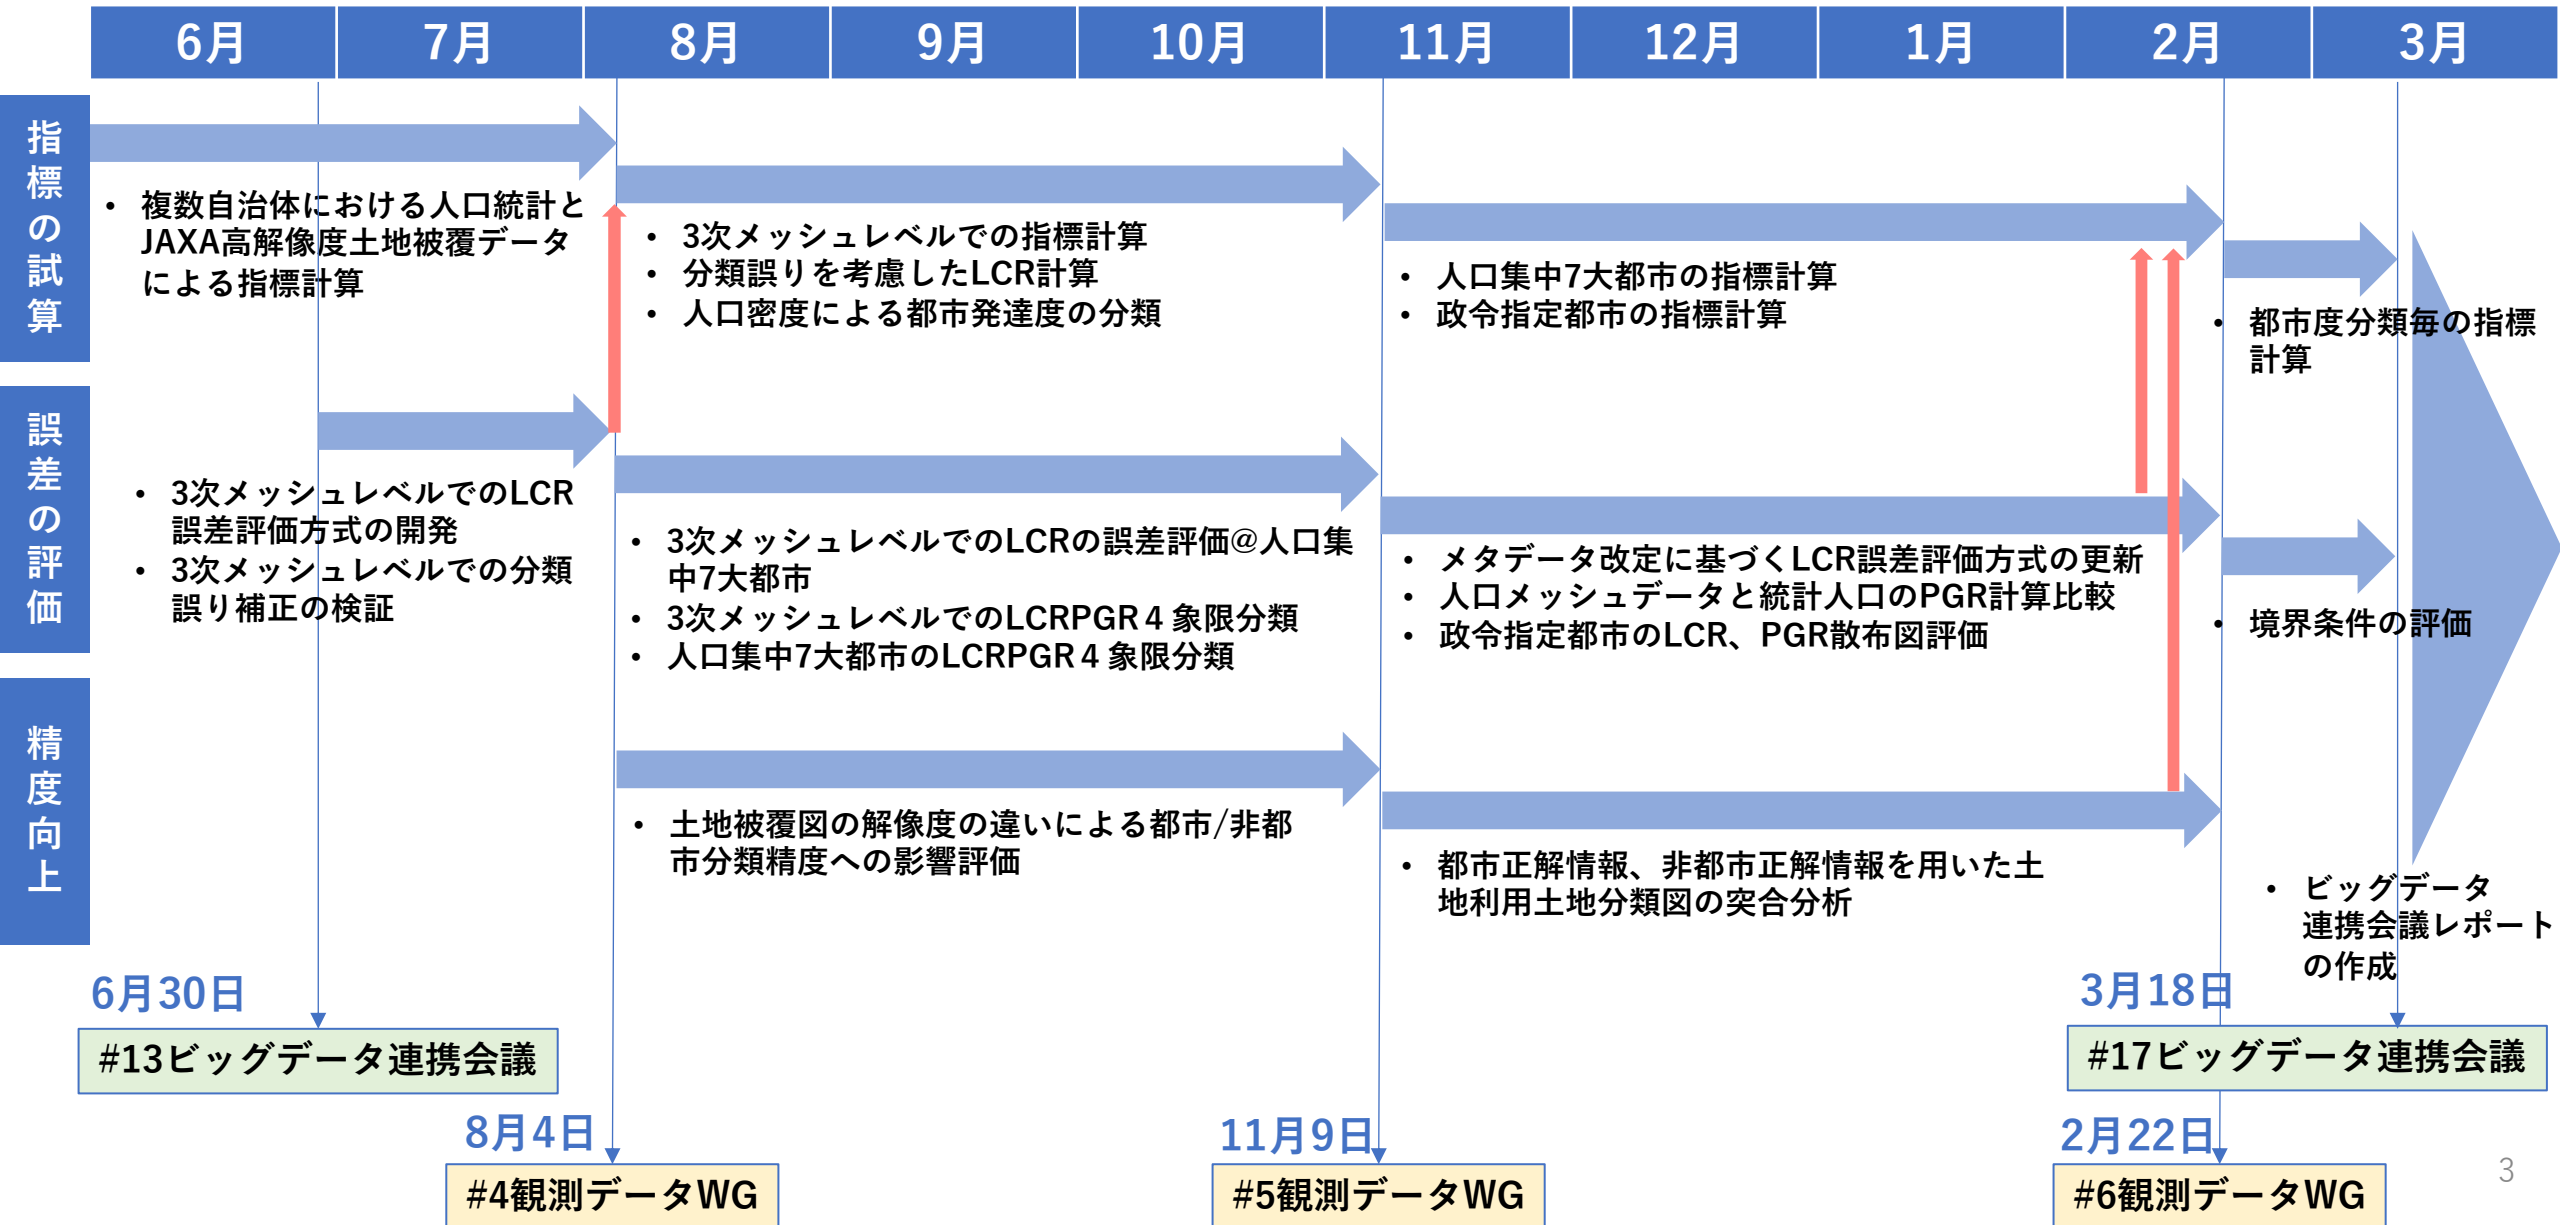 6月 7月 8月 9月 10月 11月 12月 1月 2月 3月
指標の試算
• 複数自治体における人口統計と
JAXA高解像度土地被覆データ
による指標計算
• 3次メッシュレベルでの指標計算
• 分類誤りを考慮したLCR計算
• 人口密度による都市発達度の分類
• 人口集中7大都市の指標計算
• 政令指定都市の指標計算
• 都市度分類毎の指標
計算
誤差の評価
• 3次メッシュレベルでのLCR
誤差評価方式の開発
• 3次メッシュレベルでの分類
誤り補正の検証
• 3次メッシュレベルでのLCRの誤差評価@人口集
中7大都市
• 3次メッシュレベルでのLCRPGR４象限分類
• 人口集中7大都市のLCRPGR４象限分類
• メタデータ改定に基づくLCR誤差評価方式の更新
• 人口メッシュデータと統計人口のPGR計算比較
• 政令指定都市のLCR、PGR散布図評価
• 境界条件の評価
精度向上
• 土地被覆図の解像度の違いによる都市/非都
市分類精度への影響評価
• 都市正解情報、非都市正解情報を用いた土
地利用土地分類図の突合分析
• ビッグデータ
連携会議レポート
の作成
6月30日
#13ビッグデータ連携会議
3月18日
#17ビッグデータ連携会議
8月4日
#4観測データWG
11月9日
#5観測データWG
2月22日
#6観測データWG
3